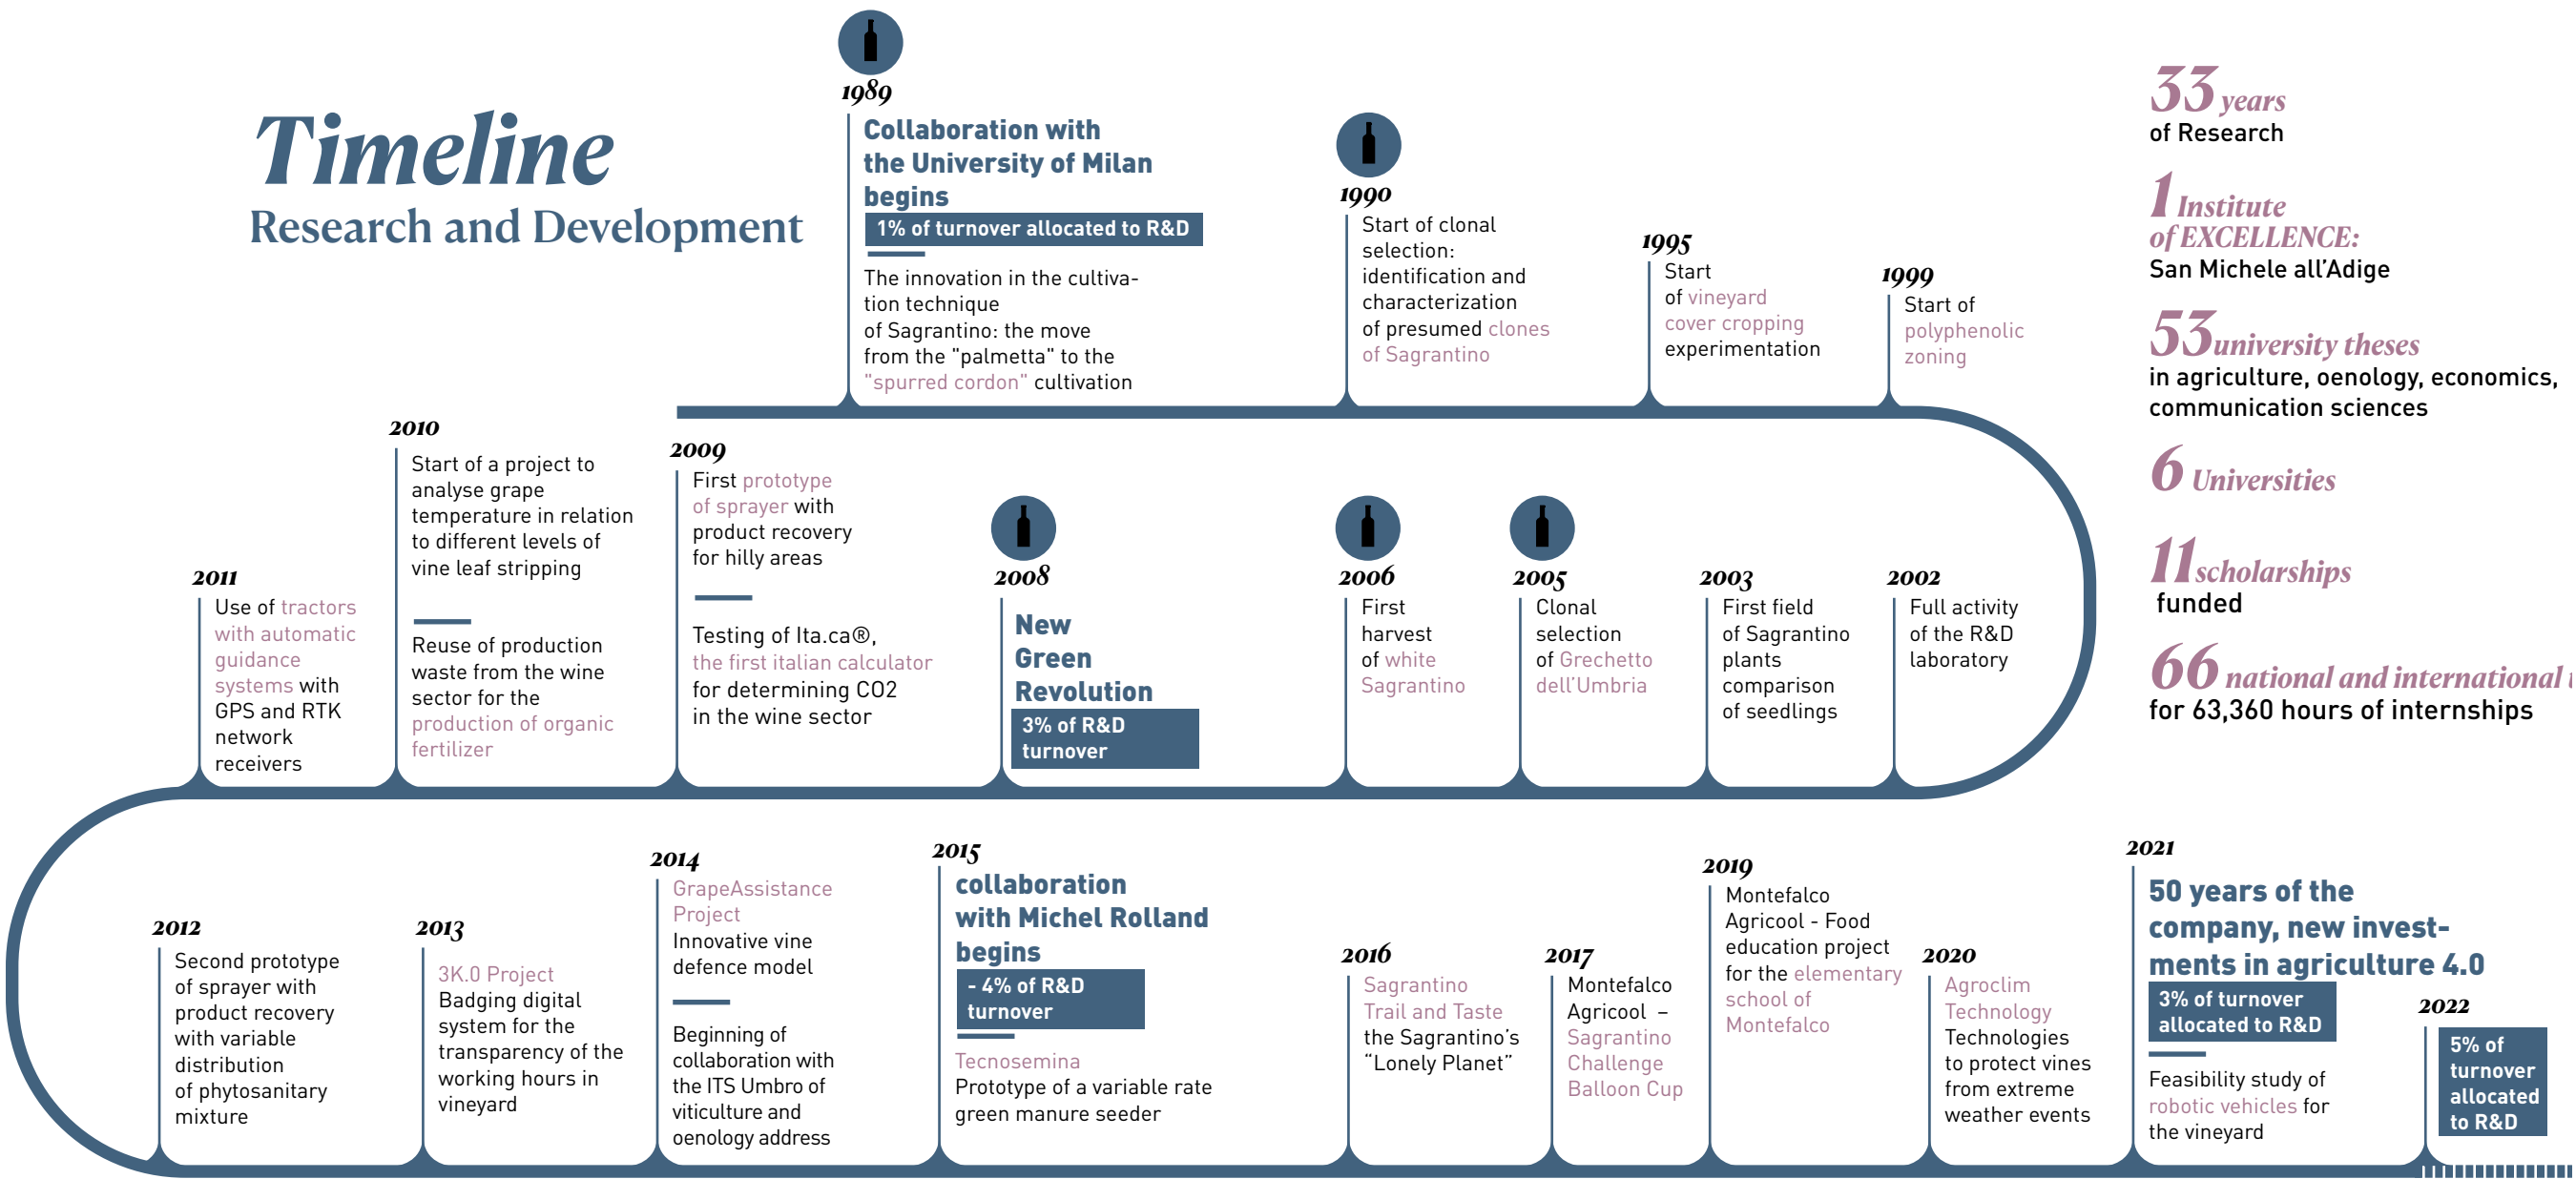 Timeline
Research and Development
1989
Collaboration with
the University of Milan
begins
1% of turnover allocated to R&D
The innovation in the cultiva-
tion technique
of Sagrantino: the move
from the "palmetta" to the
"spurred cordon" cultivation
1990
Start of clonal
selection:
identification and
characterization
of presumed clones
of Sagrantino
1995
Start
of vineyard
cover cropping
experimentation
1999
Start of
polyphenolic
zoning
2002
Full activity
of the R&D
laboratory
2003
First field
of Sagrantino
plants
comparison
of seedlings
2005
Clonal
selection
of Grechetto
dell'Umbria
2006
First
harvest
of white
Sagrantino
2008
New
Green
Revolution
3% of R&D
turnover
2009
First prototype
of sprayer with
product recovery
for hilly areas
Testing of Ita.ca®,
the first italian calculator
for determining CO2
in the wine sector
2010
Start of a project to
analyse grape
temperature in relation
to different levels of
vine leaf stripping
Reuse of production
waste from the wine
sector for the
production of organic
fertilizer
2011
Use of tractors
with automatic
guidance
systems with
GPS and RTK
network
receivers
2012
Second prototype
of sprayer with
product recovery
with variable
distribution
of phytosanitary
mixture
2013
3K.0 Project
Badging digital
system for the
transparency of the
working hours in
vineyard
2014
GrapeAssistance
Project
Innovative vine
defence model
Beginning of
collaboration with
the ITS Umbro of
viticulture and
oenology address
2015
collaboration
with Michel Rolland
begins
- 4% of R&D
turnover
Tecnosemina
Prototype of a variable rate
green manure seeder
2016
Sagrantino
Trail and Taste
the Sagrantino's
“Lonely Planet”
2017
Montefalco
Agricool –
Sagrantino
Challenge
Balloon Cup
2019
Montefalco
Agricool - Food
education project
for the elementary
school of
Montefalco
2020
Agroclim
Technology
Technologies
to protect vines
from extreme
weather events
2021
50 years of the
company, new invest-
ments in agriculture 4.0
3% of turnover
allocated to R&D
Feasibility study of
robotic vehicles for
the vineyard
2022
5% of
turnover
allocated
to R&D
33 years
of Research
1 Institute
of EXCELLENCE:
San Michele all'Adige
53 university theses
in agriculture, oenology, economics,
communication sciences
6 Universities
11 scholarships
funded
66 national and international
for 63,360 hours of internships